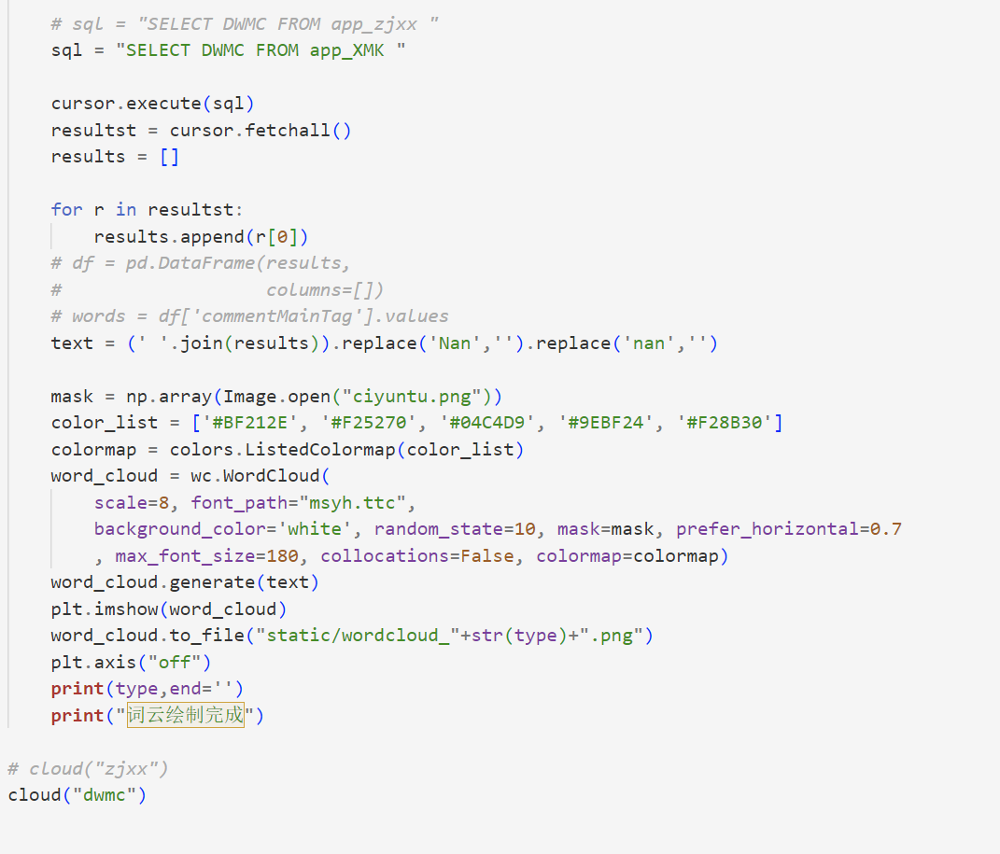 # sql = "SELECT DWMC FROM app_zjxx "
sql = "SELECT DWMC FROM app_XMK "
cursor.execute(sql)
resultst = cursor.fetchall()
results = []
for r in resultst:
results.append(r[0])
# df = pd.DataFrame(results,
# columns=[])
# words = df['commentMainTag'].values
text = (' '.join(results)).replace('Nan','').replace('nan','')
mask = np.array(Image.open("ciyuntu.png"))
color_list = ['#BF212E', '#F25270', '#04C4D9', '#9EBF24', '#F28B30']
colormap = colors.ListedColormap(color_list)
word_cloud = wc.WordCloud(
scale=8, font_path="msyh.ttc",
background_color='white', random_state=10, mask=mask, prefer_horizontal=0.7
, max_font_size=180, collocations=False, colormap=colormap)
word_cloud.generate(text)
plt.imshow(word_cloud)
word_cloud.to_file("static/wordcloud_"+str(type)+".png")
plt.axis("off")
print(type,end='')
print("词云绘制完成")
# cloud("zjxx")
cloud("dwmc")